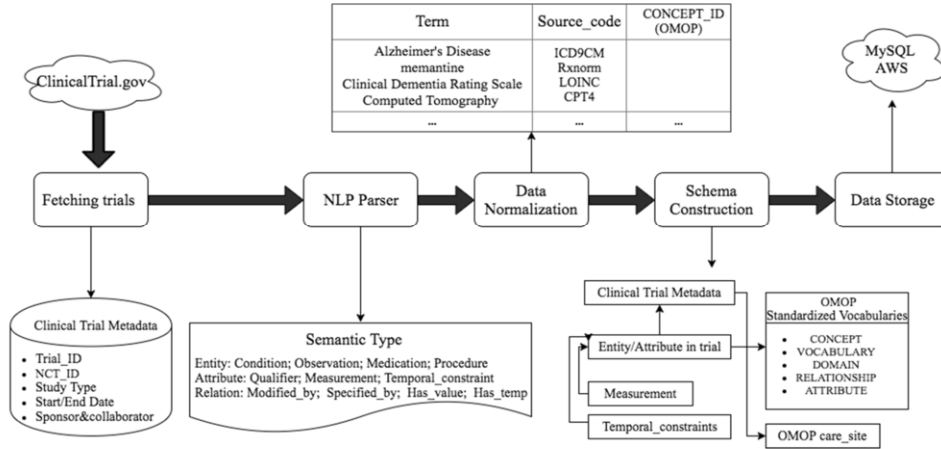 Term Source_code CONCEPT_ID
(OMOP)
Alzheimer's Disease ICD9CM
memantine Rxnorm
Clinical Dementia Rating Scale LOINC
Computed Tomography CPT4
... ... ...
ClinicalTrial.gov
MySQL
AWS
Fetching trials
NLP Parser
Data
Normalization
Schema
Construction
Data Storage
Clinical Trial Metadata
• Trial_ID
• NCT_ID
• Study Type
• Start/End Date
• Sponsor&collaborator
Semantic Type
Entity: Condition; Observation; Medication; Procedure
Attribute: Qualifier; Measurement; Temporal_constraint
Relation: Modified_by; Specified_by; Has_value; Has_temp
Clinical Trial Metadata
Entity/Attribute in trial
Measurement
Temporal_constraints
OMOP
Standardized Vocabularies
• CONCEPT
• VOCABULARY
• DOMAIN
• RELATIONSHIP
• ATTRIBUTE
OMOP care_site